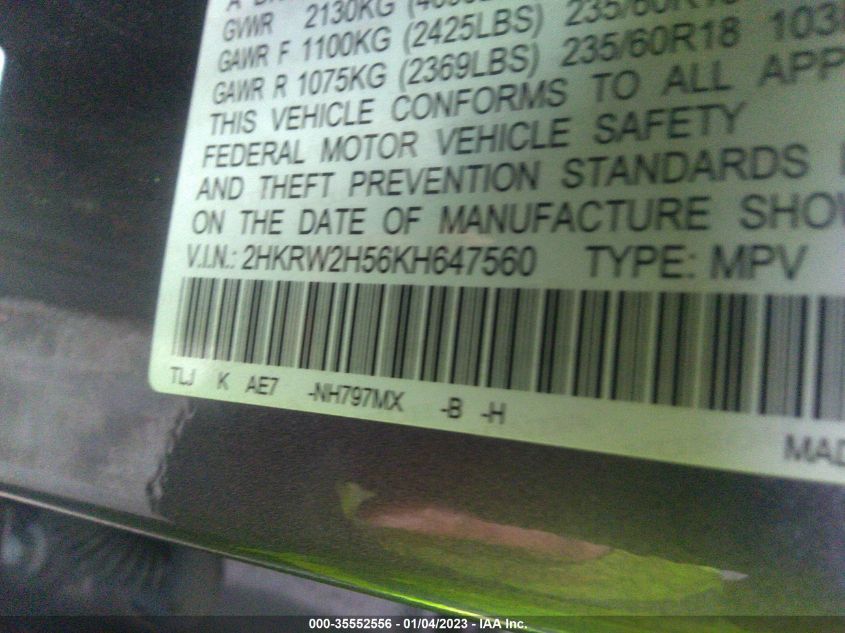 GVWR 2130KG
GAWR F 1100KG (2425LBS) 235/60R18
GAWR R 1075KG (2369LBS) 235/60R18
THIS VEHICLE CONFORMS TO ALL
FEDERAL MOTOR VEHICLE SAFETY
AND THEFT PREVENTION STANDARDS
ON THE DATE OF MANUFACTURE
V.I.N.: 2HKRW2H56KH647560 TYPE: MPV
TLJ K AE7 -NH797MX -B -H
000-35552556 - 01/04/2023 - IAA Inc.